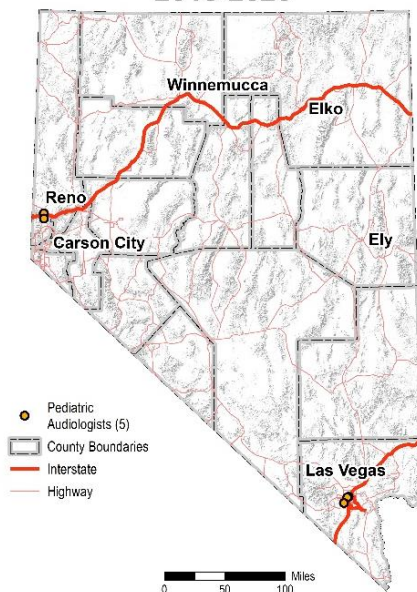 Winnemucca
Elko
Reno
Carson City
Ely
Pediatric
Audiologists (5)
County Boundaries
Interstate
Highway
Las Vegas
Miles
0 25 50 100